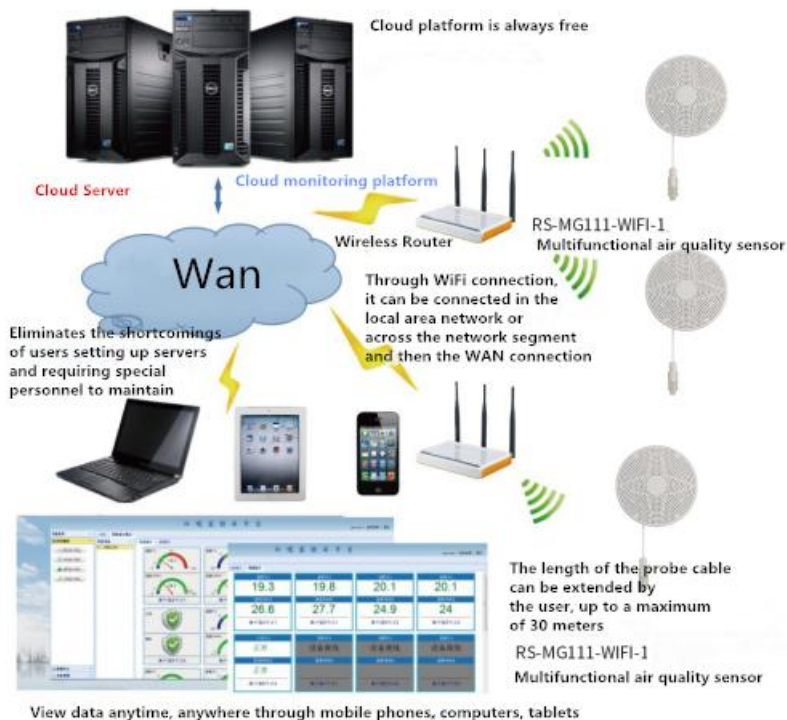 Cloud platform is always free
Cloud Server
Cloud monitoring platform
Wireless Router
RS-MG111-WIFI-1
Multifunctional air quality sensor
Wan
Through WiFi connection,
it can be connected in the
local area network or
across the network segment
and then the WAN connection
Eliminates the shortcomings
of users setting up servers
and requiring special
personnel to maintain
19.3
19.8
20.1
20.1
26.6
27.7
24.9
24
The length of the probe cable
can be extended by
the user, up to a maximum
of 30 meters
RS-MG111-WIFI-1
Multifunctional air quality sensor
View data anytime, anywhere through mobile phones, computers, tablets